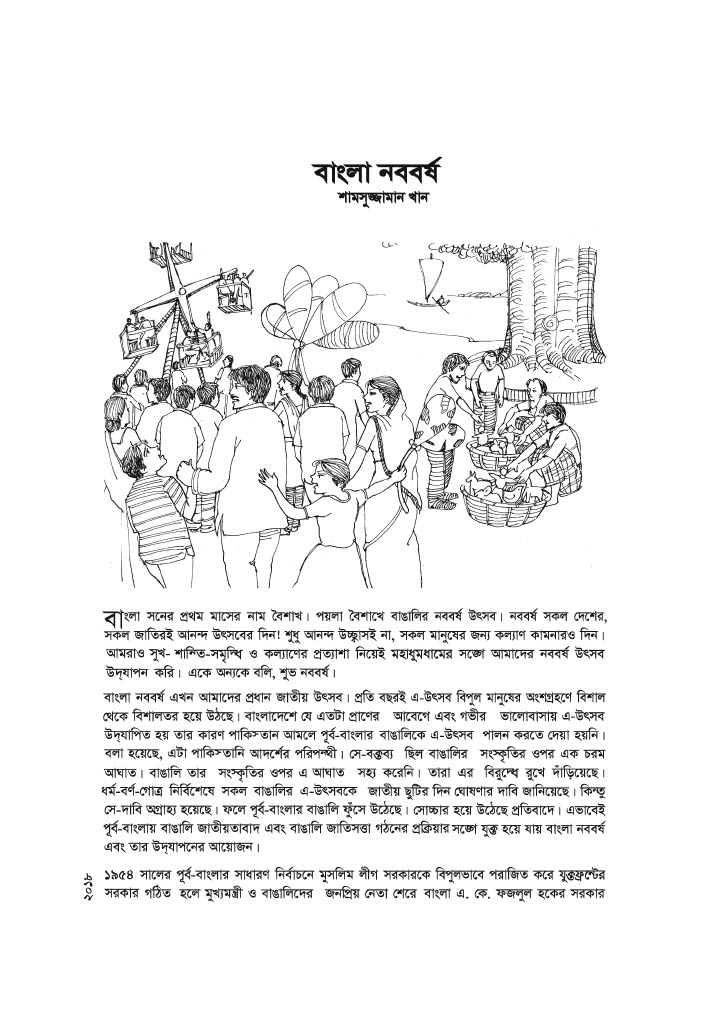 বাংলা নববর্ষ
শামসুজ্জামান খান
বাংলা সনের প্রথম মাসের নাম বৈশাখ। পয়লা বৈশাখে বাঙালির নববর্ষ উৎসব। নববর্ষ সকল দেশের,
সকল জাতিরই আনন্দ উৎসবের দিন! শুধু আনন্দ উচ্ছ্বাসই না, সকল মানুষের জন্য কল্যাণ কামনারও দিন।
আমরাও সুখ- শান্তি-সমৃদ্ধি ও কল্যাণের প্রত্যাশা নিয়েই মহাধুমধামের সঙ্গে আমাদের নববর্ষ উৎসব
উদ্‌যাপন করি। একে অন্যকে বলি, শুভ নববর্ষ।
বাংলা নববর্ষ এখন আমাদের প্রধান জাতীয় উৎসব। প্রতি বছরই এ-উৎসব বিপুল মানুষের অংশগ্রহণে বিশাল
থেকে বিশালতর হয়ে উঠছে। বাংলাদেশে যে এতটা প্রাণের আবেগে এবং গভীর ভালোবাসায় এ-উৎসব
উদ্‌যাপিত হয় তার কারণ পাকিস্তান আমলে পূর্ব-বাংলার বাঙালিকে এ-উৎসব পালন করতে দেয়া হয়নি।
বলা হয়েছে, এটা পাকিস্তানি আদর্শের পরিপন্থী। সে-বক্তব্য ছিল বাঙালির সংস্কৃতির ওপর এক চরম
আঘাত। বাঙালি তার সংস্কৃতির ওপর এ আঘাত সহ্য করেনি। তারা এর বিরুদ্ধে রুখে দাঁড়িয়েছে।
ধর্ম-বর্ণ-গোত্র নির্বিশেষে সকল বাঙালির এ-উৎসবকে জাতীয় ছুটির দিন ঘোষণার দাবি জানিয়েছে। কিন্তু
সে-দাবি অগ্রাহ্য হয়েছে। ফলে পূর্ব-বাংলার বাঙালি ফুঁসে উঠেছে। সোচ্চার হয়ে উঠেছে প্রতিবাদে। এভাবেই
পূর্ব-বাংলায় বাঙালি জাতীয়তাবাদ এবং বাঙালি জাতিসত্তা গঠনের প্রক্রিয়ার সঙ্গে যুক্ত হয়ে যায় বাংলা নববর্ষ
এবং তার উদ্‌যাপনের আয়োজন।
১৯৫৪ সালের পূর্ব-বাংলার সাধারণ নির্বাচনে মুসলিম লীগ সরকারকে বিপুলভাবে পরাজিত করে যুক্তফ্রন্টের
সরকার গঠিত হলে মুখ্যমন্ত্রী ও বাঙালিদের জনপ্রিয় নেতা শেরে বাংলা এ. কে. ফজলুল হকের সরকার
২০১৮